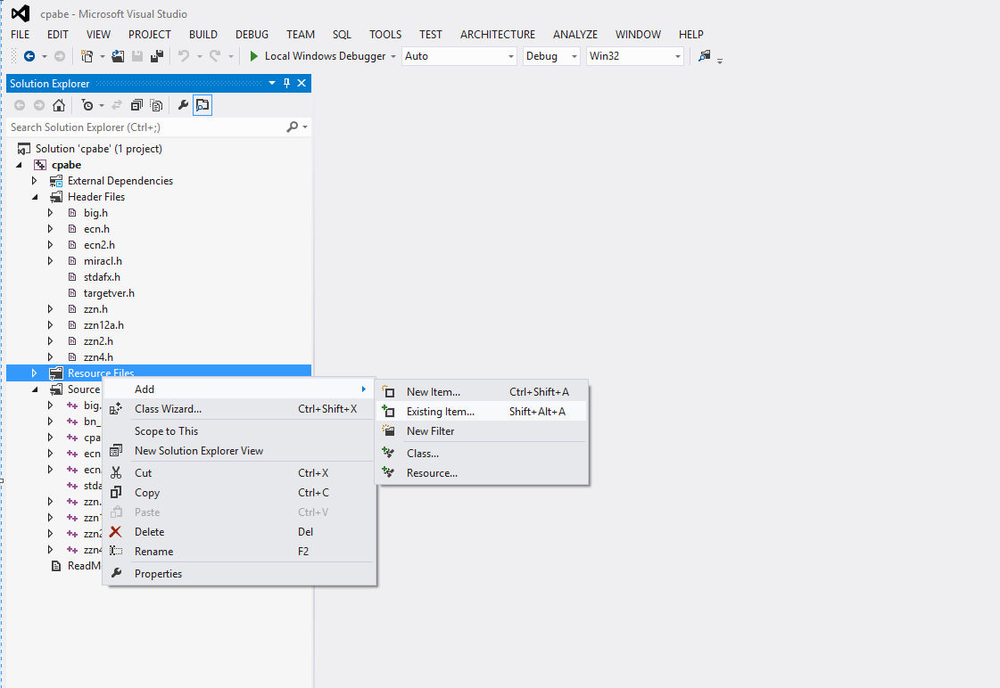 cpabe - Microsoft Visual Studio
FILE EDIT VIEW PROJECT BUILD DEBUG TEAM SQL TOOLS TEST ARCHITECTURE ANALYZE WINDOW HELP
Local Windows Debugger Auto Debug Win32
Solution Explorer
Search Solution Explorer (Ctrl+;)
Solution 'cpabe' (1 project)
cpabe
External Dependencies
Header Files
big.h
ecn.h
ecn2.h
miracl.h
stdafx.h
targetver.h
zzn.h
zzn12a.h
zzn2.h
zzn4.h
Resource Files
Source
big.
bn_
cpa
ecn
ecn.
stda
zzn.
zzn
zzn2
zzn4
ReadM
Add
Class Wizard... Ctrl+Shift+X
Scope to This
New Solution Explorer View
Cut Ctrl+X
Copy Ctrl+C
Paste Ctrl+V
Delete Del
Rename F2
Properties
New Item... Ctrl+Shift+A
Existing Item... Shift+Alt+A
New Filter
Class...
Resource...